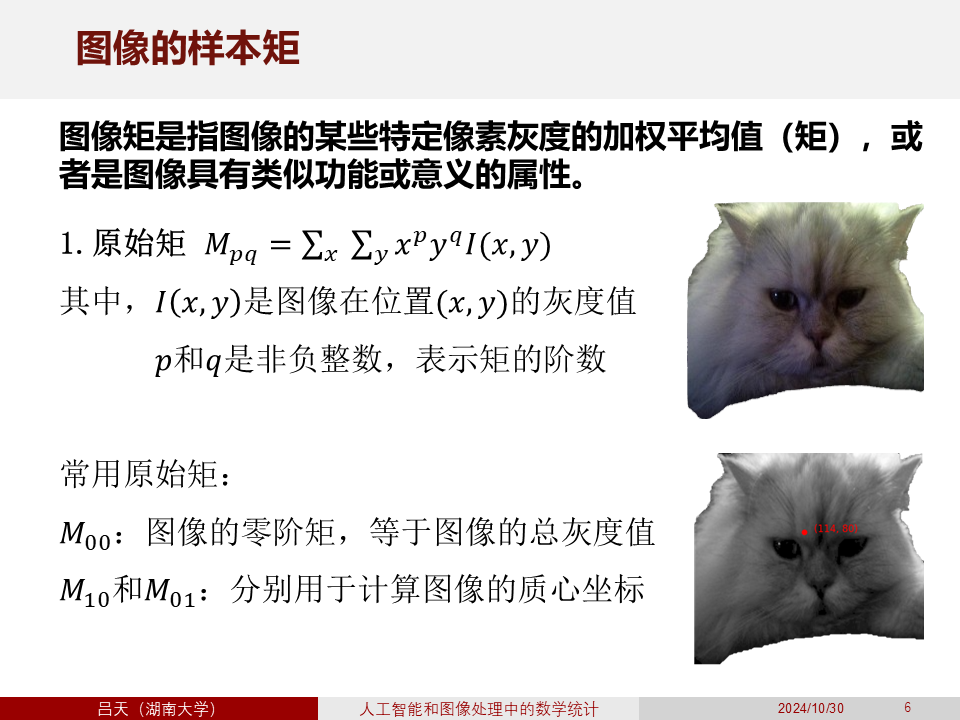 图像的样本矩
图像矩是指图像的某些特定像素灰度的加权平均值（矩），或
者是图像具有类似功能或意义的属性。
1. 原始矩 $M_{pq} = \sum_x \sum_y x^p y^q I(x, y)$
其中，$I(x, y)$是图像在位置$(x, y)$的灰度值
$p$和$q$是非负整数，表示矩的阶数
常用原始矩：
$M_{00}$：图像的零阶矩，等于图像的总灰度值
$M_{10}$和$M_{01}$：分别用于计算图像的质心坐标
吕天（湖南大学） 人工智能和图像处理中的数学统计 2024/10/30 6